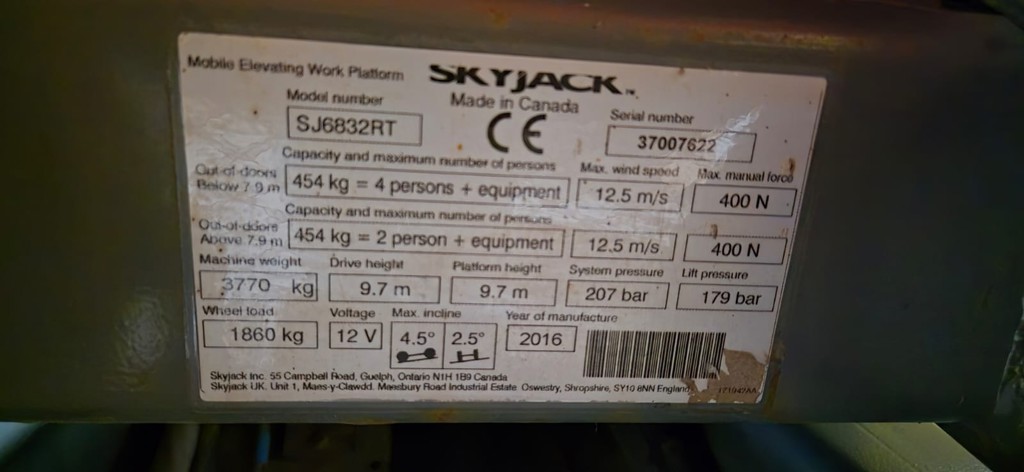 Mobile Elevating Work Platform SKYJACK™
Model number Made in Canada Serial number
SJ6832RT CE 37007622
Capacity and maximum number of persons Max. wind speed Max. manual force
Out-of-doors
Below 7.9 m 454 kg = 4 persons + equipment 12.5 m/s 400 N
Capacity and maximum number of persons
Out-of-doors
Above 7.9 m 454 kg = 2 person + equipment 12.5 m/s 400 N
Machine weight Drive height Platform height System pressure Lift pressure
3770 kg 9.7 m 9.7 m 207 bar 179 bar
Wheel load Voltage Max. incline Year of manufacture
1860 kg 12 V 4.5° 2.5° 2016
Skyjack Inc. 55 Campbell Road, Guelph, Ontario N1H 1B9 Canada
Skyjack UK. Unit 1, Maes-y-Clawdd. Maesbury Road Industrial Estate. Oswestry, Shropshire, SY10 8NN England